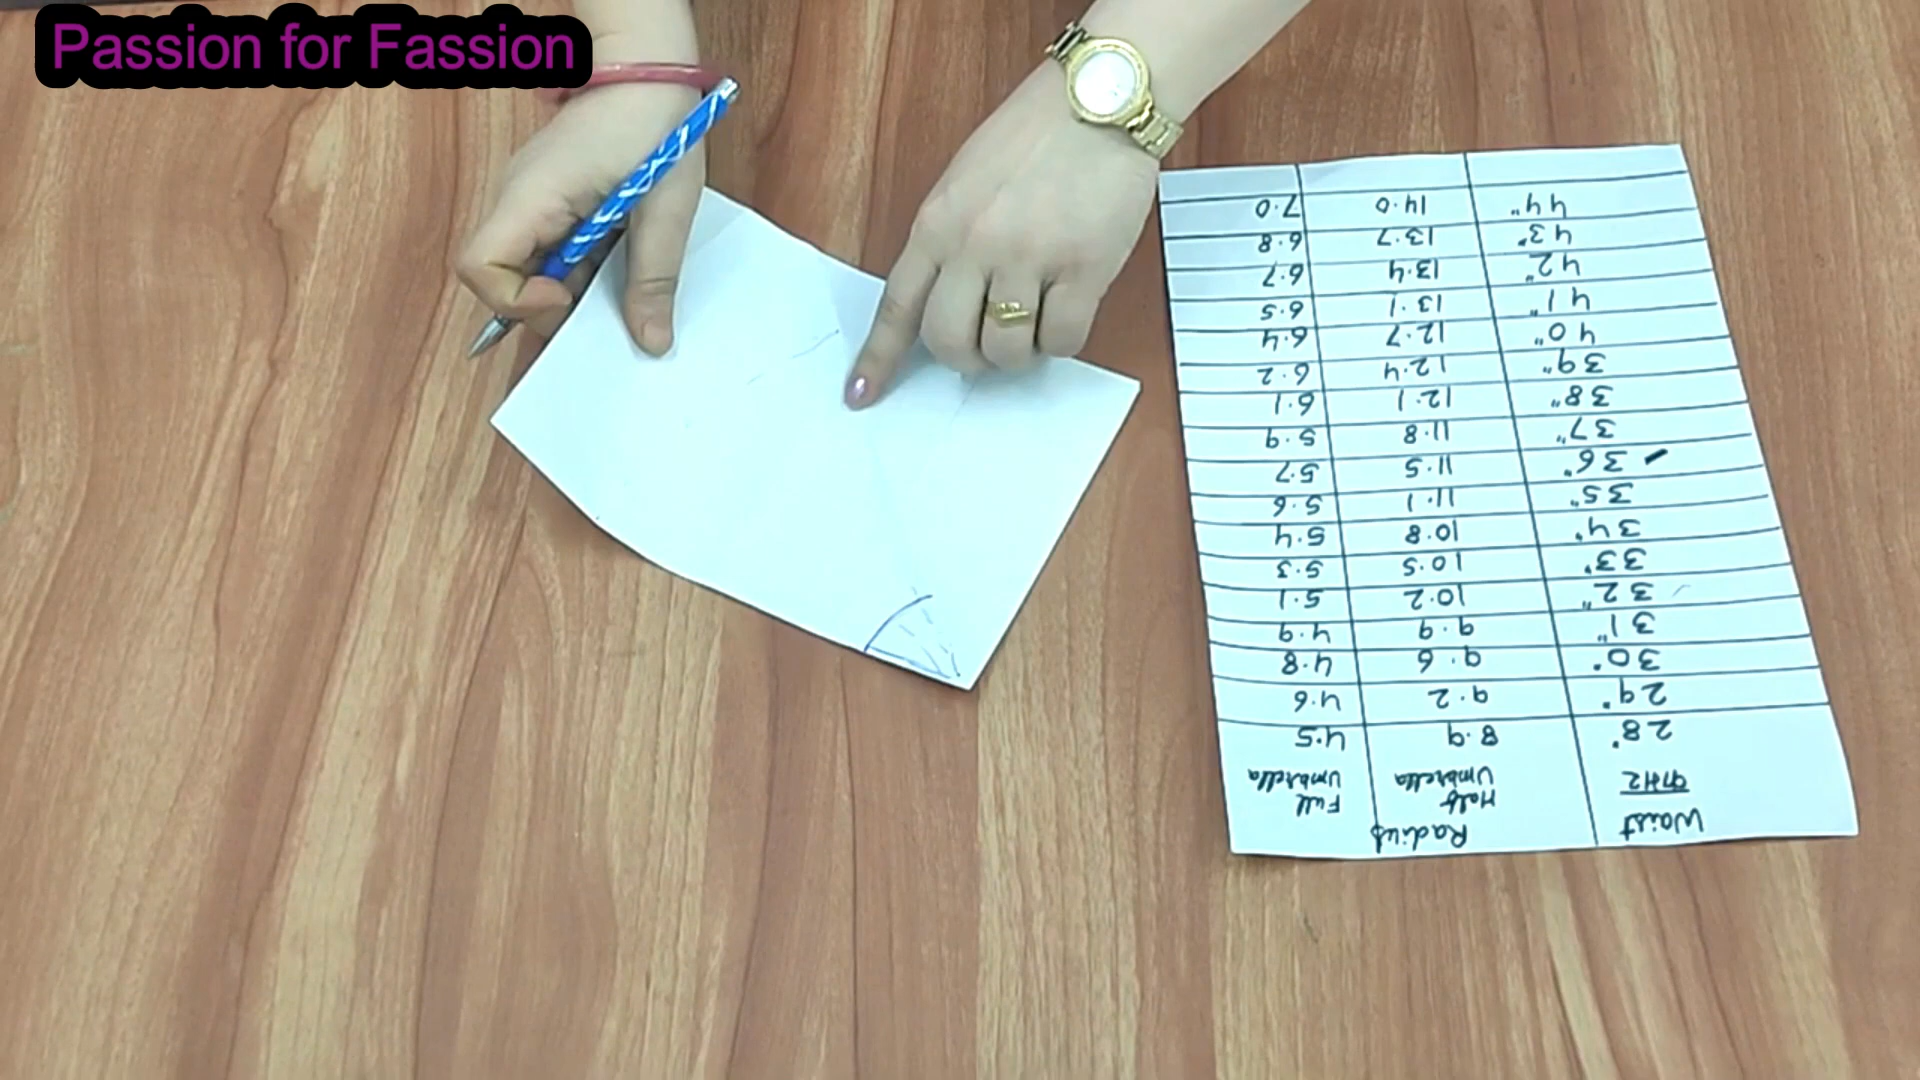 Passion for Fassion
Waist Radius
Half Umbrella Full Umbrella
28" 8.9 4.5
29" 9.2 4.6
30" 9.6 4.8
31" 9.9 4.9
32" 10.2 5.1
33" 10.5 5.3
34" 10.8 5.4
35" 11.1 5.6
36" 11.5 5.7
37" 11.8 5.9
38" 12.1 6.1
39" 12.4 6.2
40" 12.7 6.4
41" 13.1 6.5
42" 13.4 6.7
43" 13.7 6.8
44" 14.0 7.0